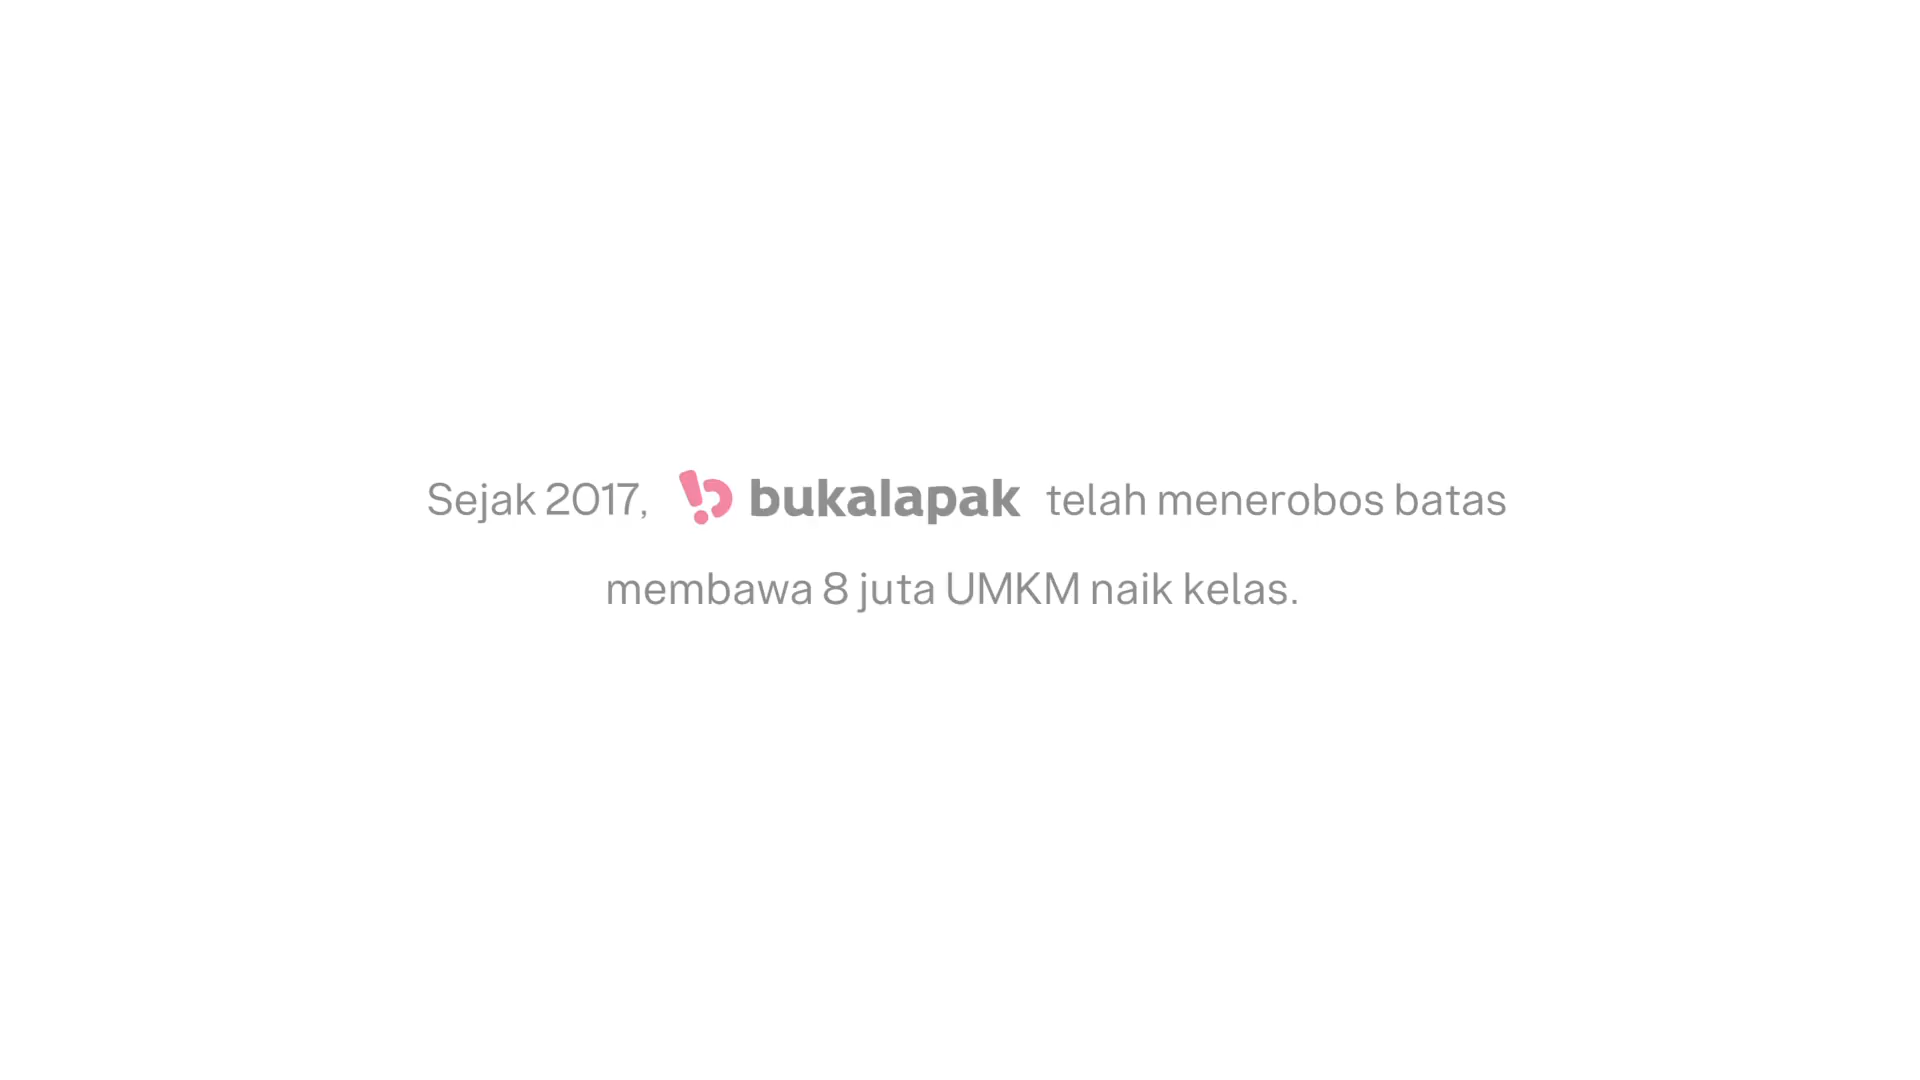 Sejak 2017, bukalapak telah menerobos batas
membawa 8 juta UMKM naik kelas.